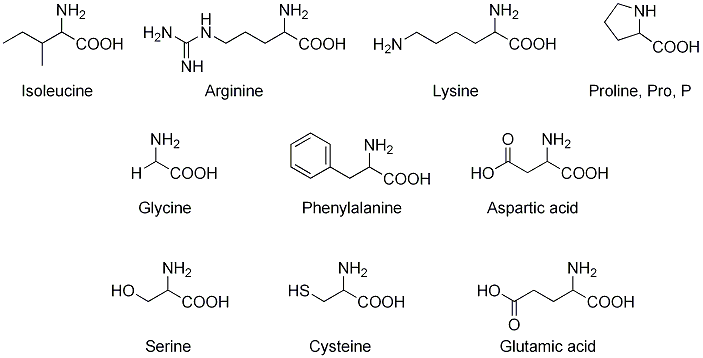 NH₂ NH₂ NH₂ NH
NH₂ H N COOH COOH NH₂ COOH COOH
NH
Isoleucine Arginine Lysine Proline, Pro, P
NH₂ NH₂ O NH₂
H COOH COOH HO COOH
Glycine Phenylalanine Aspartic acid
NH₂ NH₂ NH₂
HO COOH HS COOH HO COOH
O
Serine Cysteine Glutamic acid